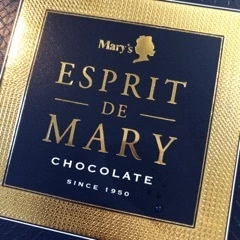 Mary's
ESPRIT
DE
MARY
CHOCOLATE
SINCE 1950